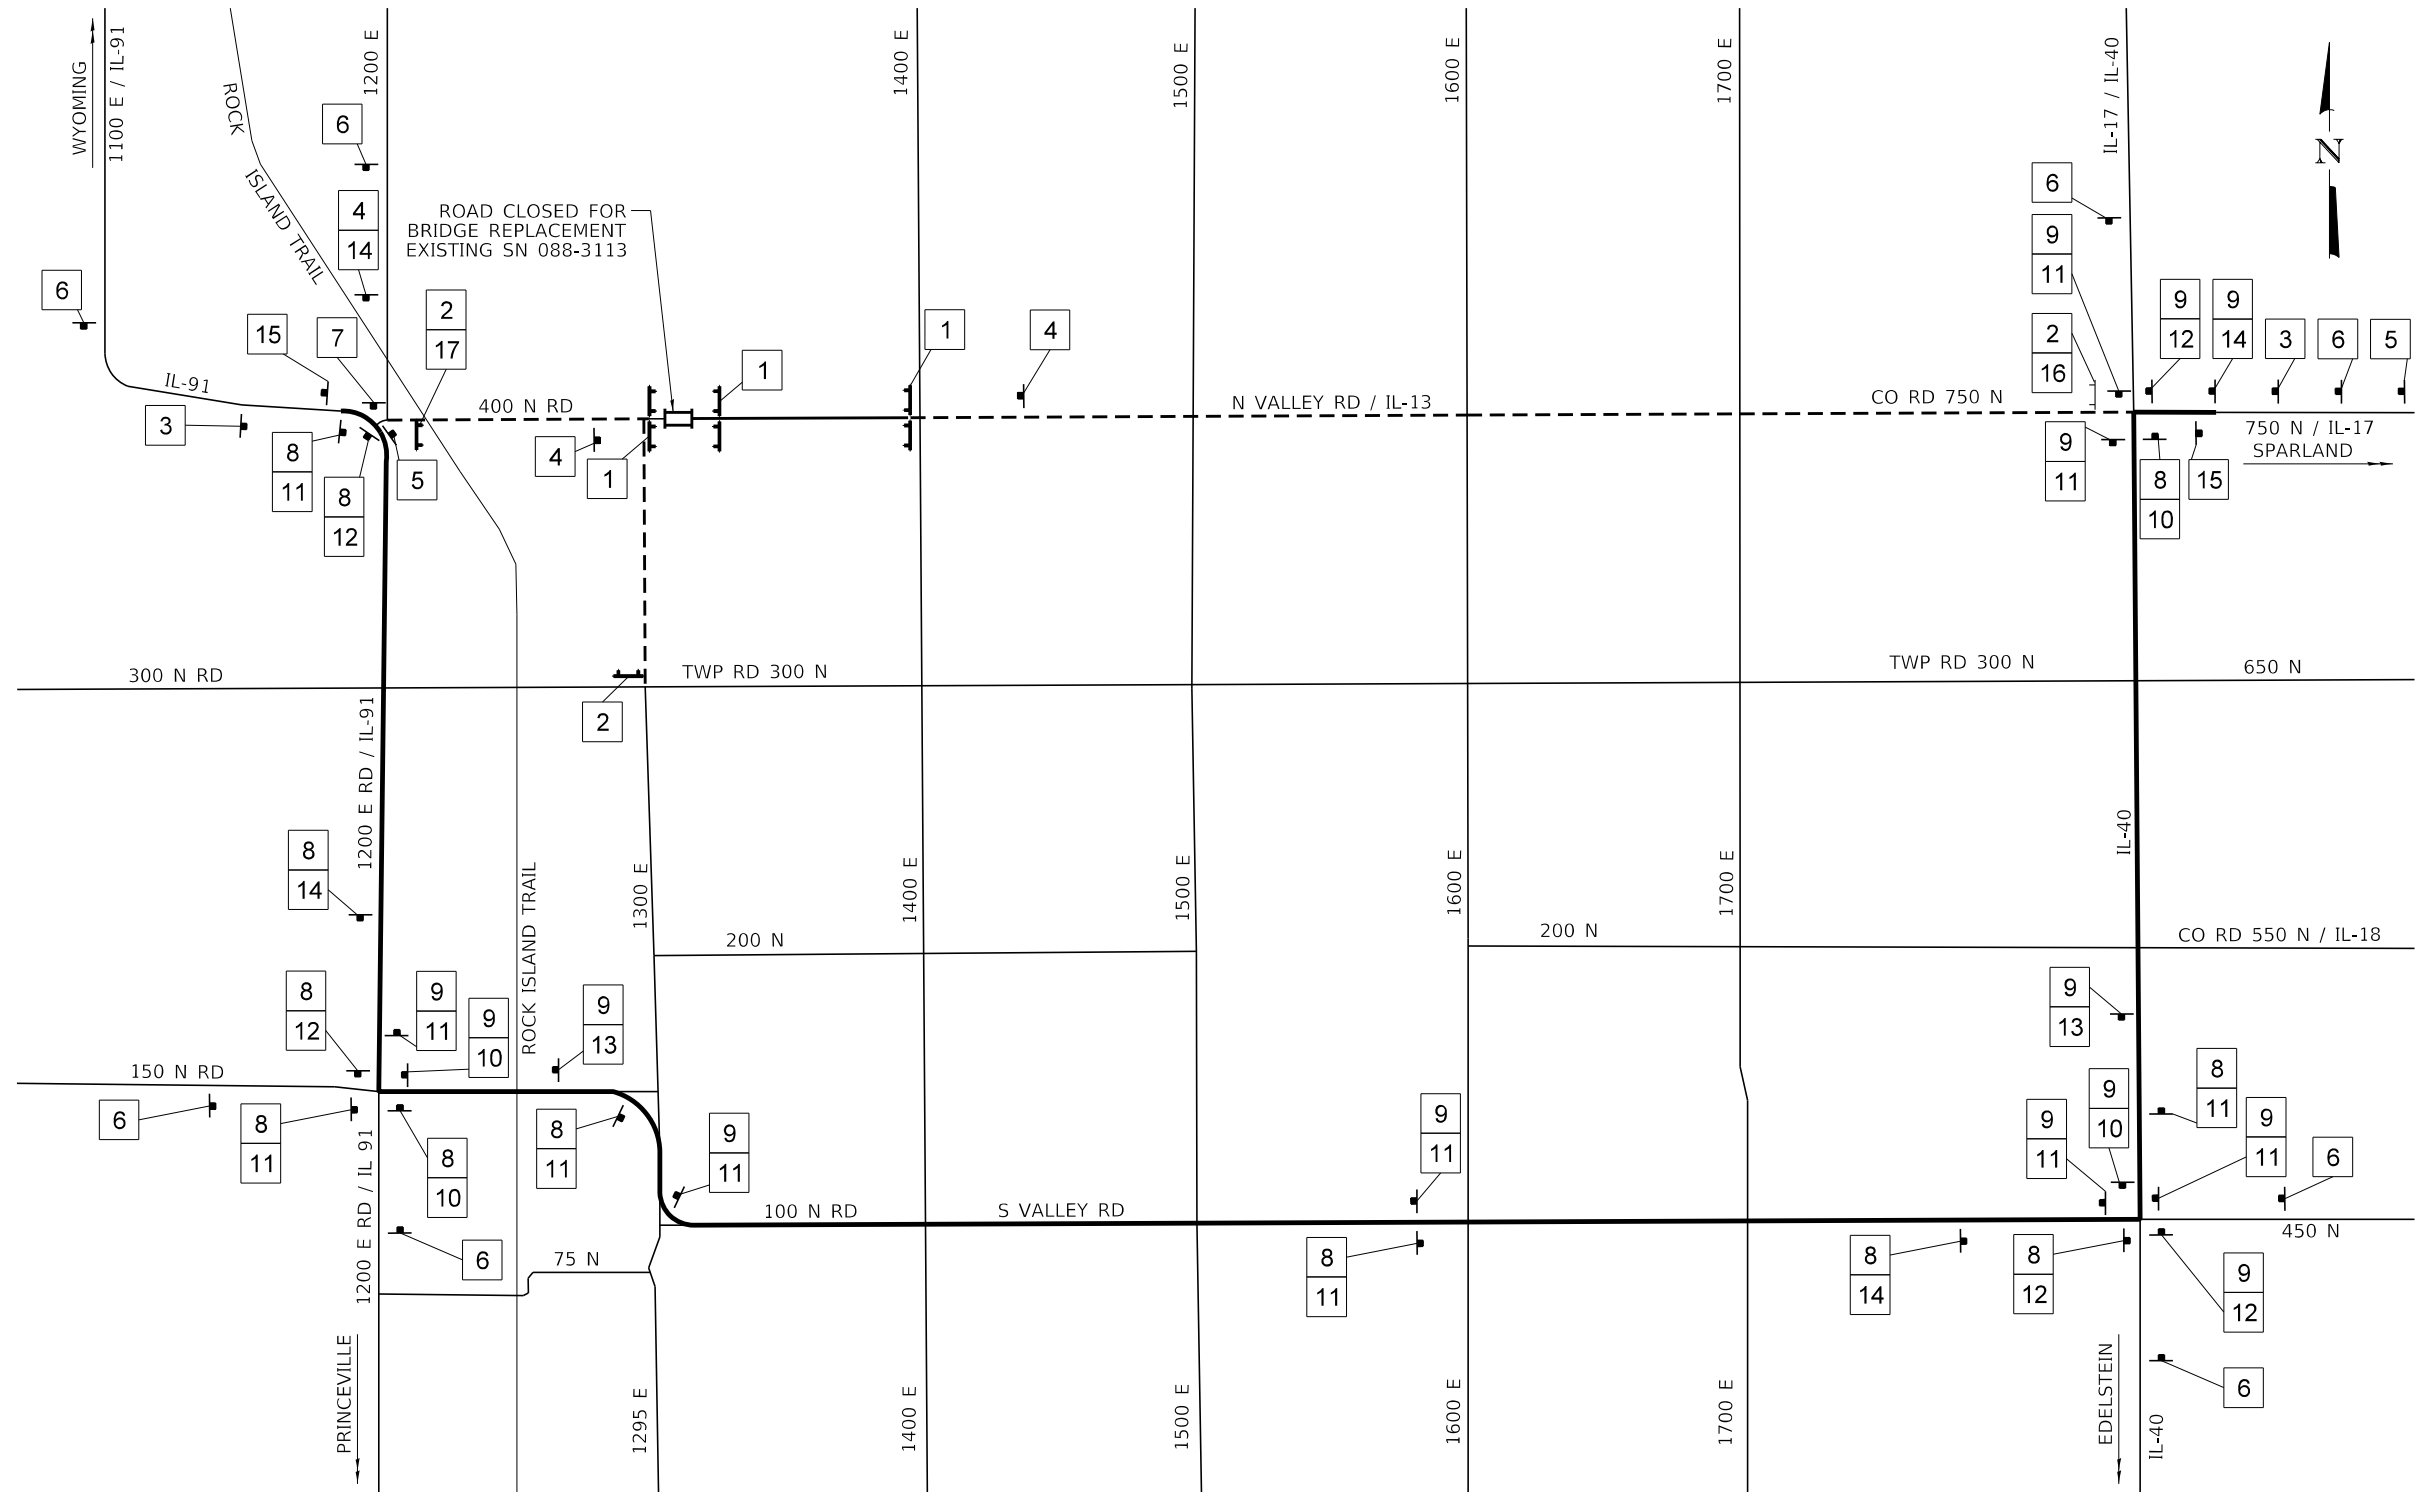 WYOMING
1100 E / IL-91
ROCK
ISLAND TRAIL
1200 E
1400 E
1500 E
1600 E
1700 E
IL-17 / IL-40
N
6
4
14
ROAD CLOSED FOR
BRIDGE REPLACEMENT
EXISTING SN 088-3113
6
6
9
11
2
16
9
12
9
14
3
6
5
15
7
2
17
1
1
4
IL-91
400 N RD
N VALLEY RD / IL-13
CO RD 750 N
3
8
11
8
12
5
4
1
9
11
8
10
15
750 N / IL-17
SPARLAND
300 N RD
TWP RD 300 N
TWP RD 300 N
650 N
2
1200 E RD / IL-91
8
14
ROCK ISLAND TRAIL
1300 E
1400 E
1500 E
1600 E
1700 E
IL-40
200 N
200 N
CO RD 550 N / IL-18
8
12
9
11
9
10
9
13
9
13
150 N RD
6
8
11
8
10
8
11
9
11
9
11
9
11
9
10
8
11
9
11
6
1200 E RD / IL 91
100 N RD
S VALLEY RD
450 N
6
75 N
8
11
8
14
8
12
9
12
6
PRINCEVILLE
1295 E
1400 E
1500 E
1600 E
1700 E
EDELSTEIN
IL-40